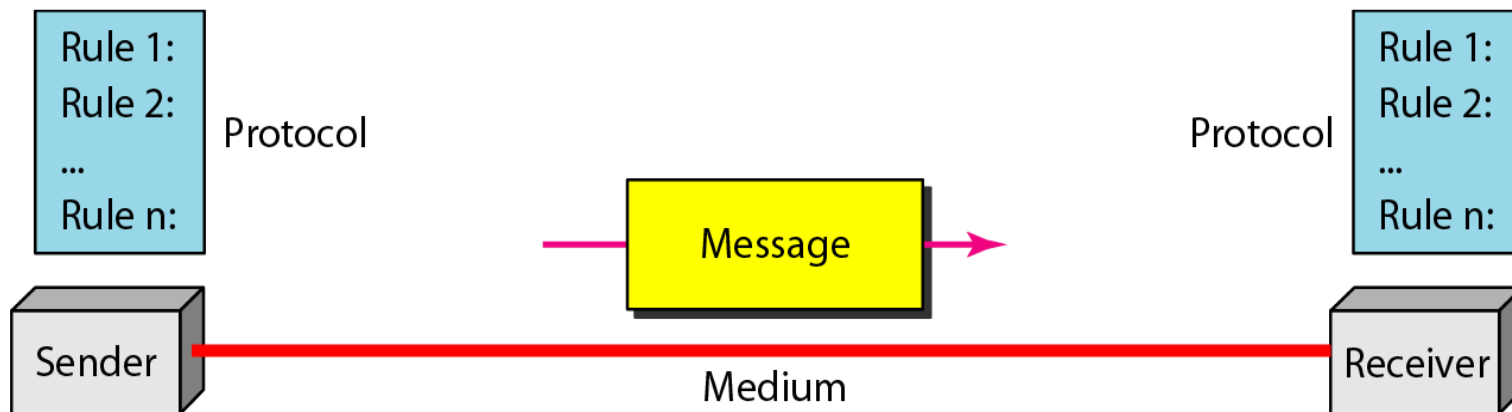 Rule 1:
Rule 2:
...
Rule n:
Protocol
Message
Protocol
Rule 1:
Rule 2:
...
Rule n:
Sender
Medium
Receiver